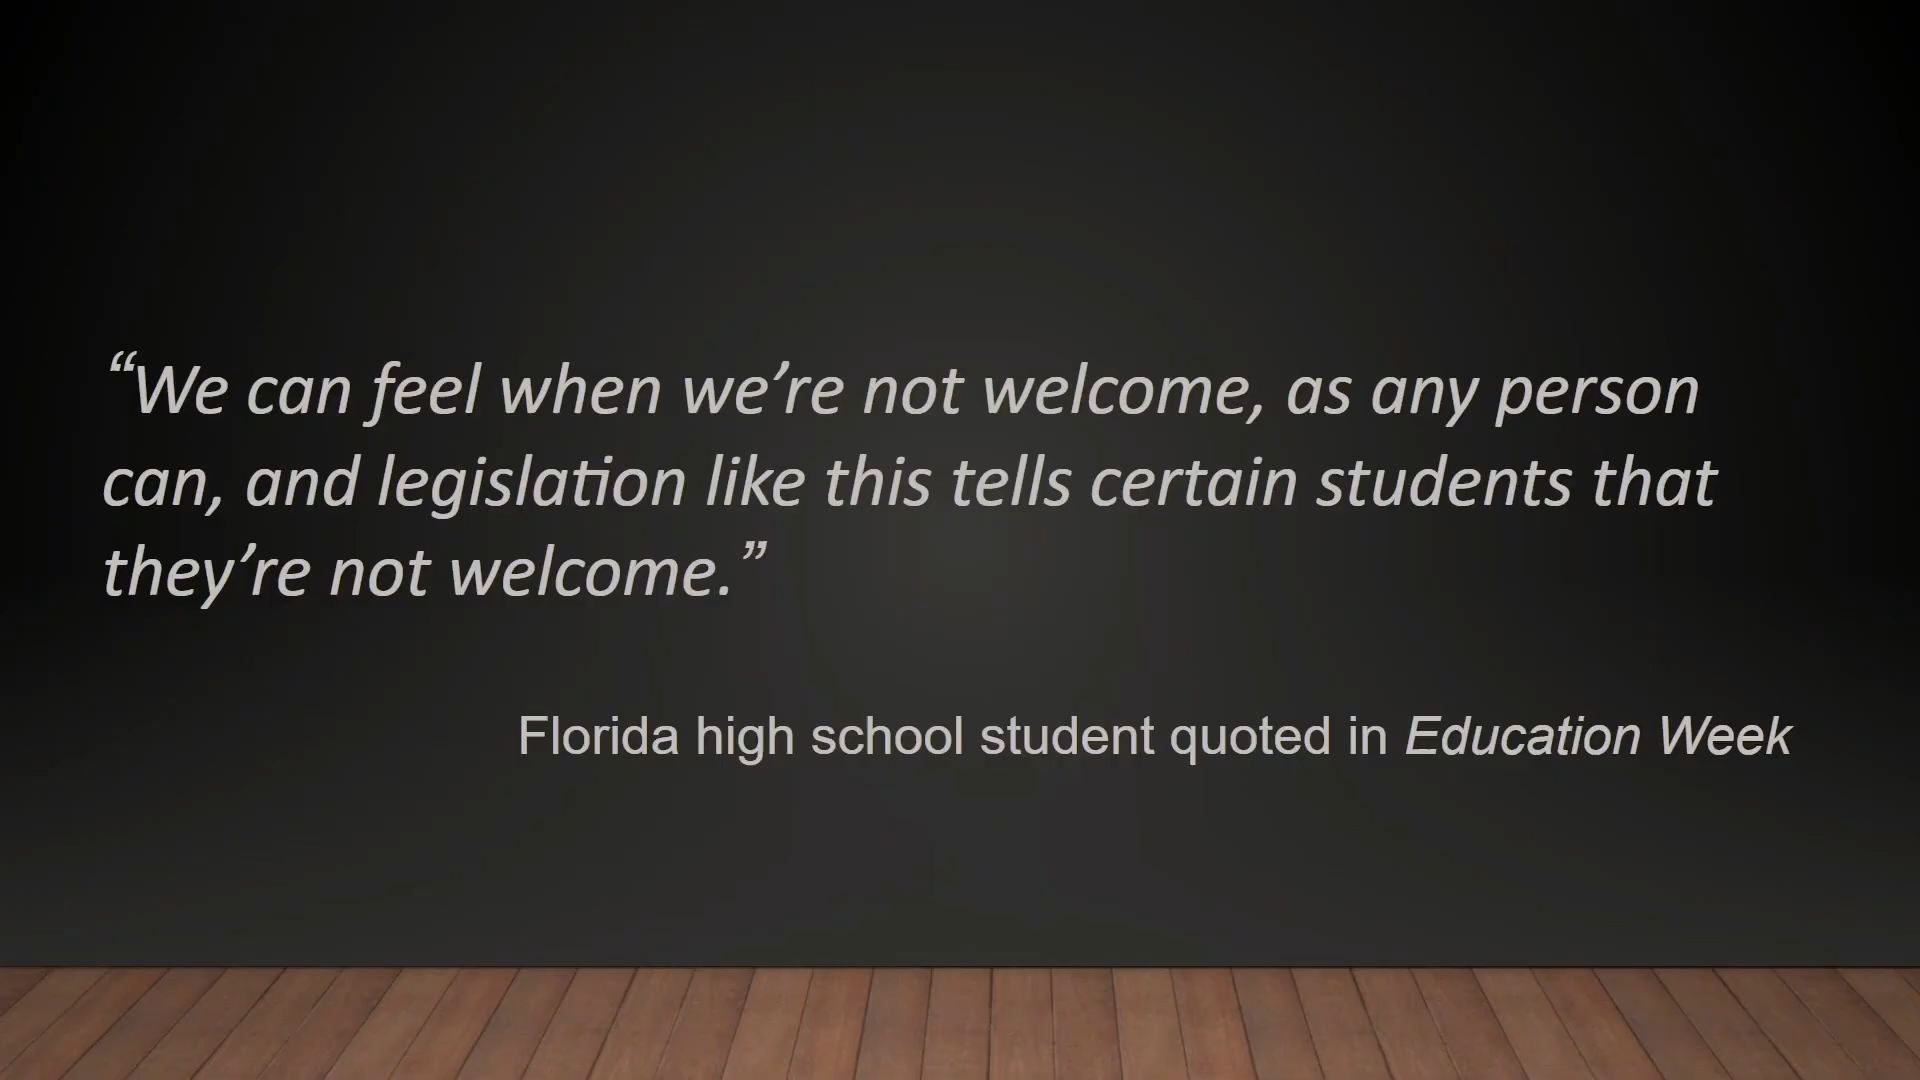 “We can feel when we’re not welcome, as any person
can, and legislation like this tells certain students that
they’re not welcome.”
Florida high school student quoted in Education Week